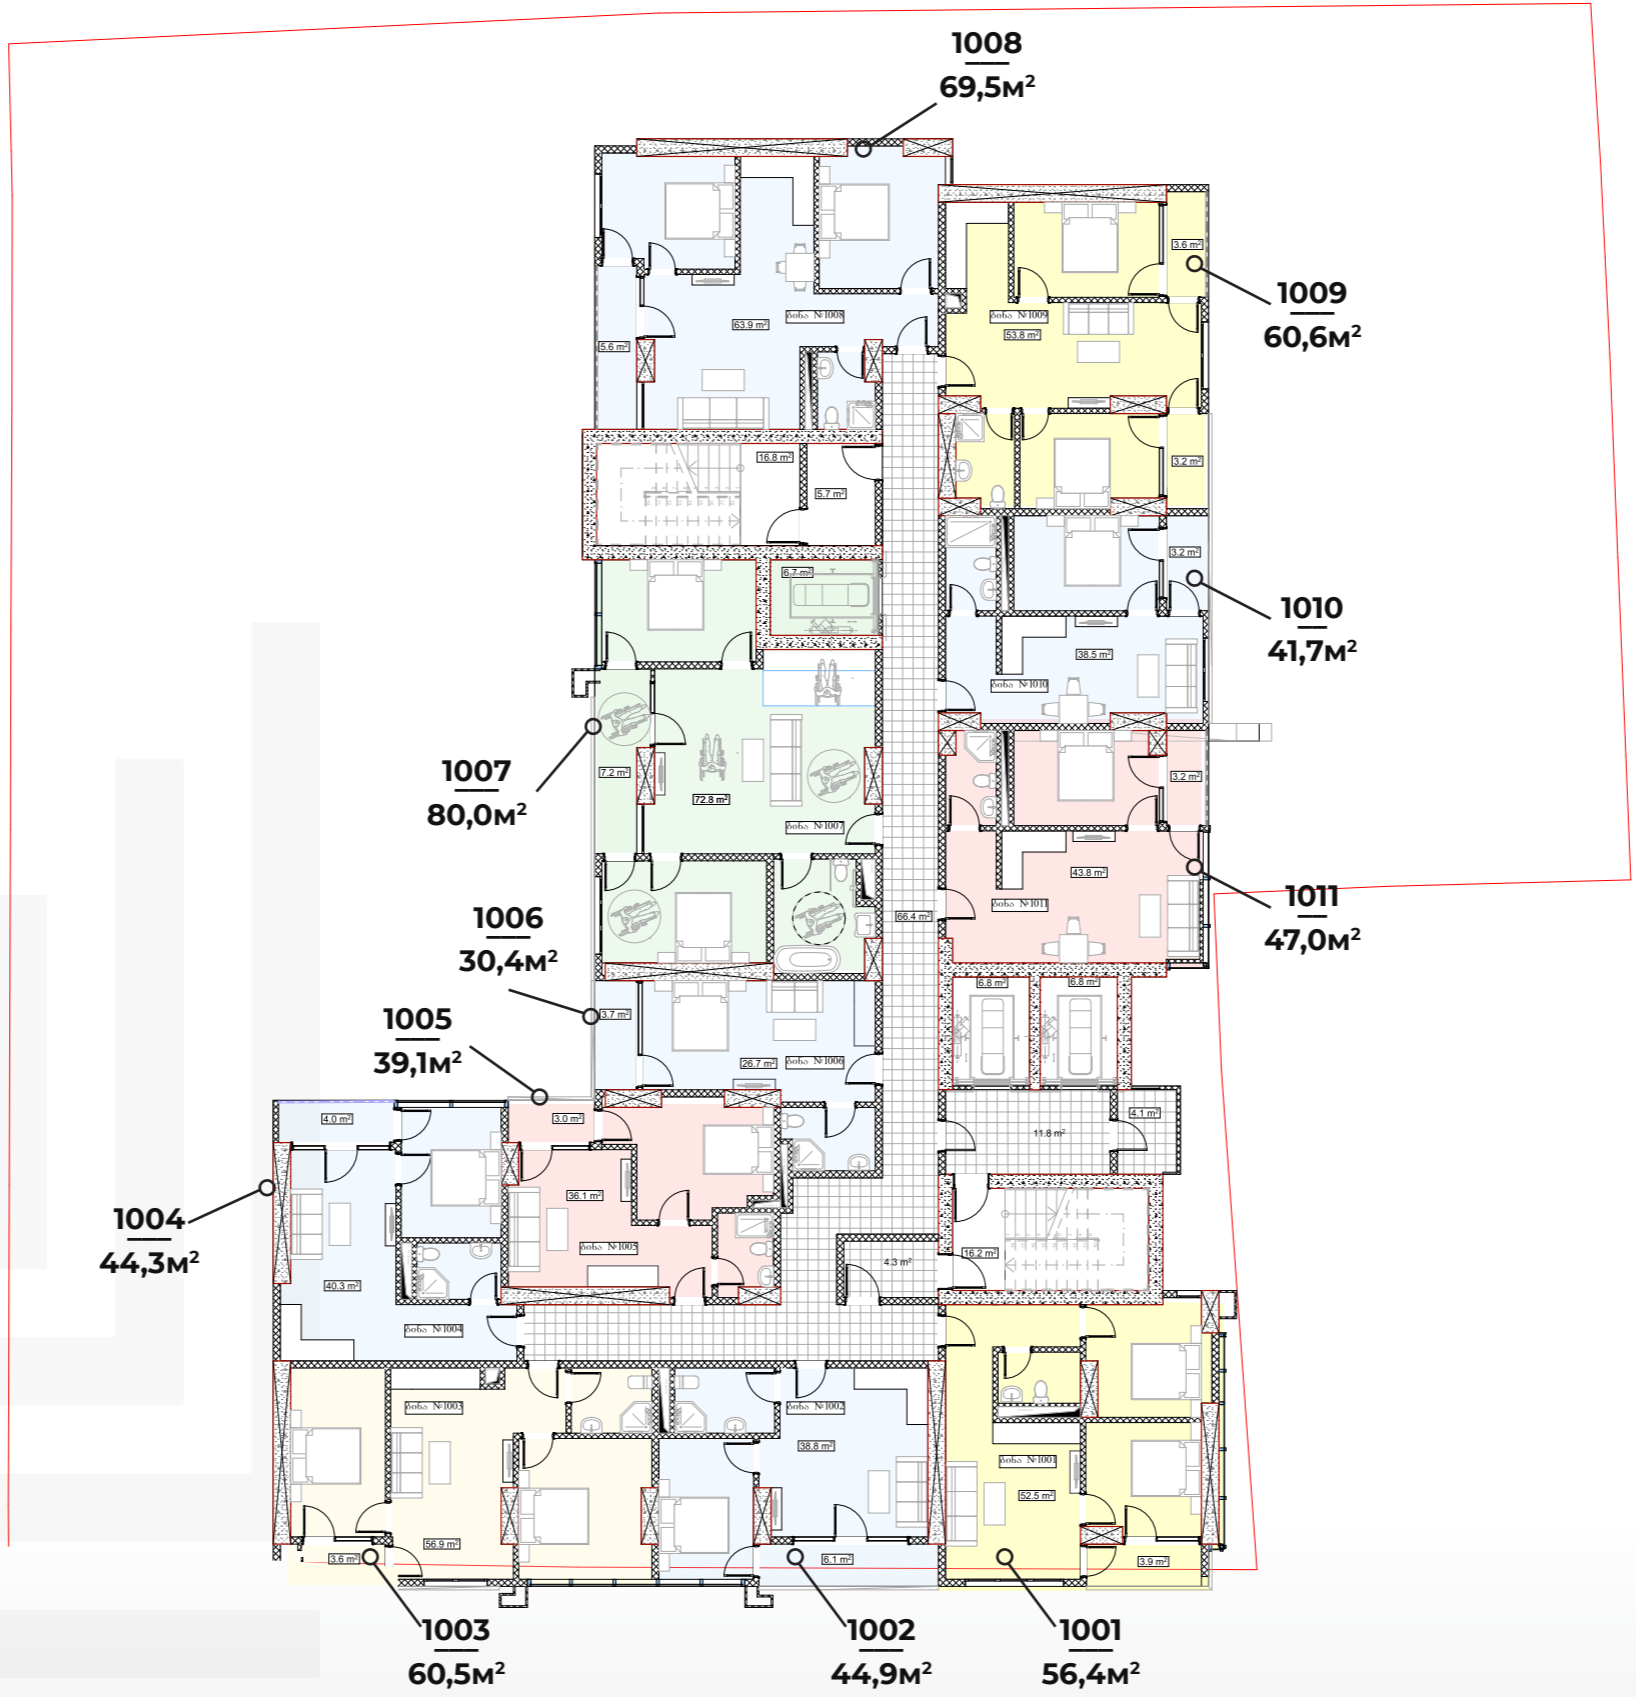 1008
69,5м²
3.6 m²
1009
60,6м²
63.9 m²
ბინა №1008
ბინა №1009
53.8 m²
5.6 m²
16.8 m²
5.7 m²
3.2 m²
6.7 m²
3.2 m²
1010
41,7м²
38.5 m²
ბინა №1010
1007
80,0м²
7.2 m²
72.8 m²
ბინა №1007
3.2 m²
43.8 m²
ბინა №1011
1011
47,0м²
66.4 m²
1006
30,4м²
6.8 m²
6.8 m²
3.7 m²
26.7 m²
ბინა №1006
1005
39,1м²
4.0 m²
3.0 m²
11.8 m²
4.1 m²
36.1 m²
ბინა №1005
1004
44,3м²
40.3 m²
ბინა №1004
4.3 m²
16.2 m²
ბინა №1003
ბინა №1002
38.8 m²
ბინა №1001
52.5 m²
56.9 m²
3.6 m²
6.1 m²
3.9 m²
1003
60,5м²
1002
44,9м²
1001
56,4м²